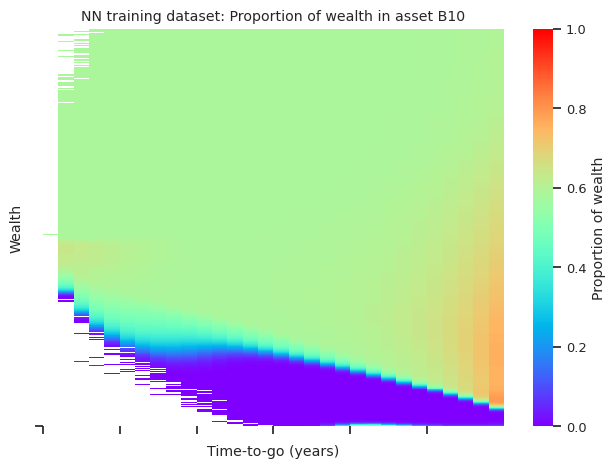 NN training dataset: Proportion of wealth in asset B10
Wealth
Time-to-go (years)
1.0
0.8
0.6
0.4
0.2
0.0
Proportion of wealth